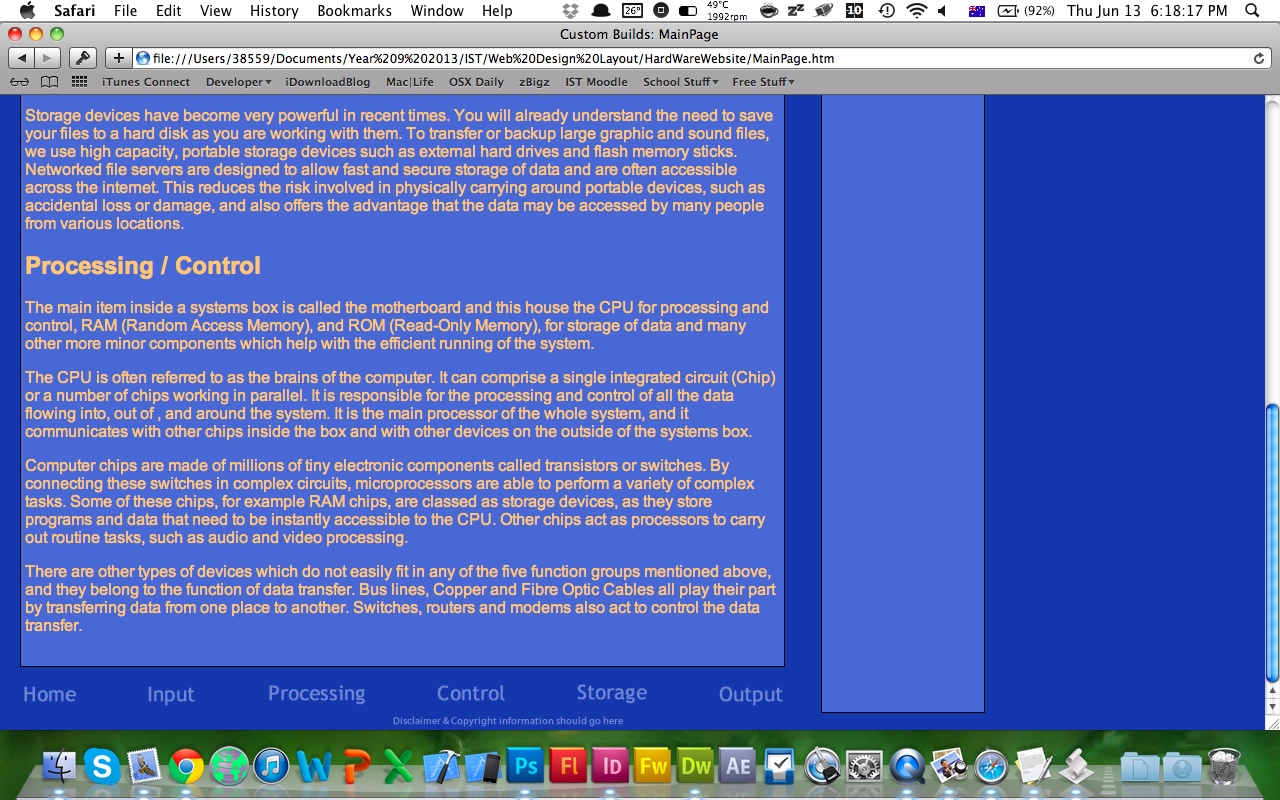 Safari File Edit View History Bookmarks Window Help 26° 49°C 1992rpm 10 (92%) Thu Jun 13 6:18:17 PM
Custom Builds: MainPage
file:///Users/38559/Documents/Year%209%202013/IST/Web%20Design%20Layout/HardWareWebsite/MainPage.htm
iTunes Connect Developer iDownloadBlog Mac|Life OSX Daily zBigz IST Moodle School Stuff Free Stuff
Storage devices have become very powerful in recent times. You will already understand the need to save
your files to a hard disk as you are working with them. To transfer or backup large graphic and sound files,
we use high capacity, portable storage devices such as external hard drives and flash memory sticks.
Networked file servers are designed to allow fast and secure storage of data and are often accessible
across the internet. This reduces the risk involved in physically carrying around portable devices, such as
accidental loss or damage, and also offers the advantage that the data may be accessed by many people
from various locations.
Processing / Control
The main item inside a systems box is called the motherboard and this house the CPU for processing and
control, RAM (Random Access Memory), and ROM (Read-Only Memory), for storage of data and many
other more minor components which help with the efficient running of the system.
The CPU is often referred to as the brains of the computer. It can comprise a single integrated circuit (Chip)
or a number of chips working in parallel. It is responsible for the processing and control of all the data
flowing into, out of , and around the system. It is the main processor of the whole system, and it
communicates with other chips inside the box and with other devices on the outside of the systems box.
Computer chips are made of millions of tiny electronic components called transistors or switches. By
connecting these switches in complex circuits, microprocessors are able to perform a variety of complex
tasks. Some of these chips, for example RAM chips, are classed as storage devices, as they store
programs and data that need to be instantly accessible to the CPU. Other chips act as processors to carry
out routine tasks, such as audio and video processing.
There are other types of devices which do not easily fit in any of the five function groups mentioned above,
and they belong to the function of data transfer. Bus lines, Copper and Fibre Optic Cables all play their part
by transferring data from one place to another. Switches, routers and modems also act to control the data
transfer.
Home Input Processing Control Storage Output
Disclaimer & Copyright information should go here
S W P X Ps Fl Id Fw Dw AE